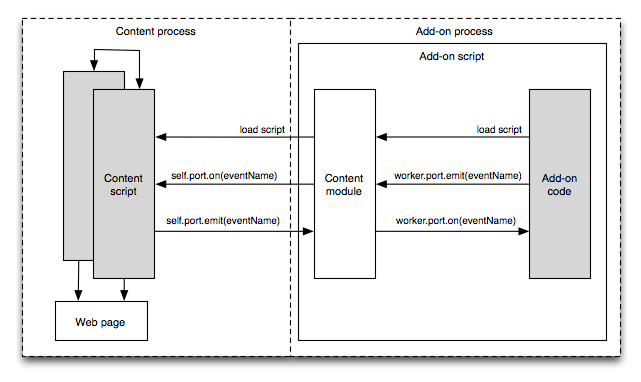 Content process
Add-on process
Add-on script
load script
load script
Content
script
self.port.on(eventName)
Content
module
worker.port.emit(eventName)
Add-on
code
self.port.emit(eventName)
worker.port.on(eventName)
Web page